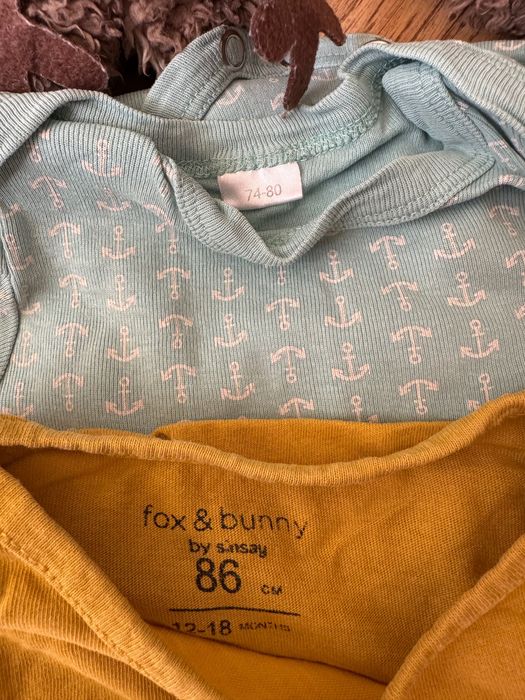 74-80
fox & bunny
by sinsay
86 CM
12-18 MONTHS